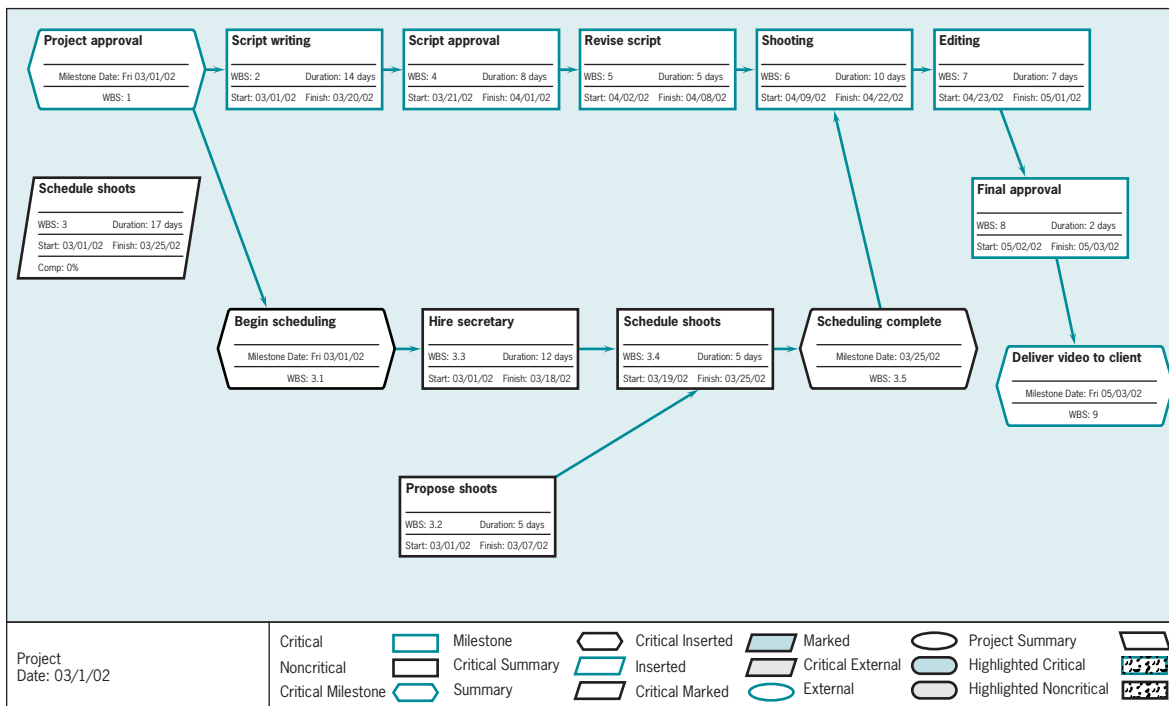 Project approval
Milestone Date: Fri 03/01/02
WBS: 1
Script writing
WBS: 2 Duration: 14 days
Start: 03/01/02 Finish: 03/20/02
Script approval
WBS: 4 Duration: 8 days
Start: 03/21/02 Finish: 04/01/02
Revise script
WBS: 5 Duration: 5 days
Start: 04/02/02 Finish: 04/08/02
Shooting
WBS: 6 Duration: 10 days
Start: 04/09/02 Finish: 04/22/02
Editing
WBS: 7 Duration: 7 days
Start: 04/23/02 Finish: 05/01/02
Schedule shoots
WBS: 3 Duration: 17 days
Start: 03/01/02 Finish: 03/25/02
Comp: 0%
Final approval
WBS: 8 Duration: 2 days
Start: 05/02/02 Finish: 05/03/02
Begin scheduling
Milestone Date: Fri 03/01/02
WBS: 3.1
Hire secretary
WBS: 3.3 Duration: 12 days
Start: 03/01/02 Finish: 03/18/02
Schedule shoots
WBS: 3.4 Duration: 5 days
Start: 03/19/02 Finish: 03/25/02
Scheduling complete
Milestone Date: 03/25/02
WBS: 3.5
Deliver video to client
Milestone Date: Fri 05/03/02
WBS: 9
Propose shoots
WBS: 3.2 Duration: 5 days
Start: 03/01/02 Finish: 03/07/02
Project
Date: 03/1/02
Critical Milestone Critical Inserted Marked Project Summary
Noncritical Critical Summary Inserted Critical External Highlighted Critical
Critical Milestone Summary Critical Marked External Highlighted Noncritical